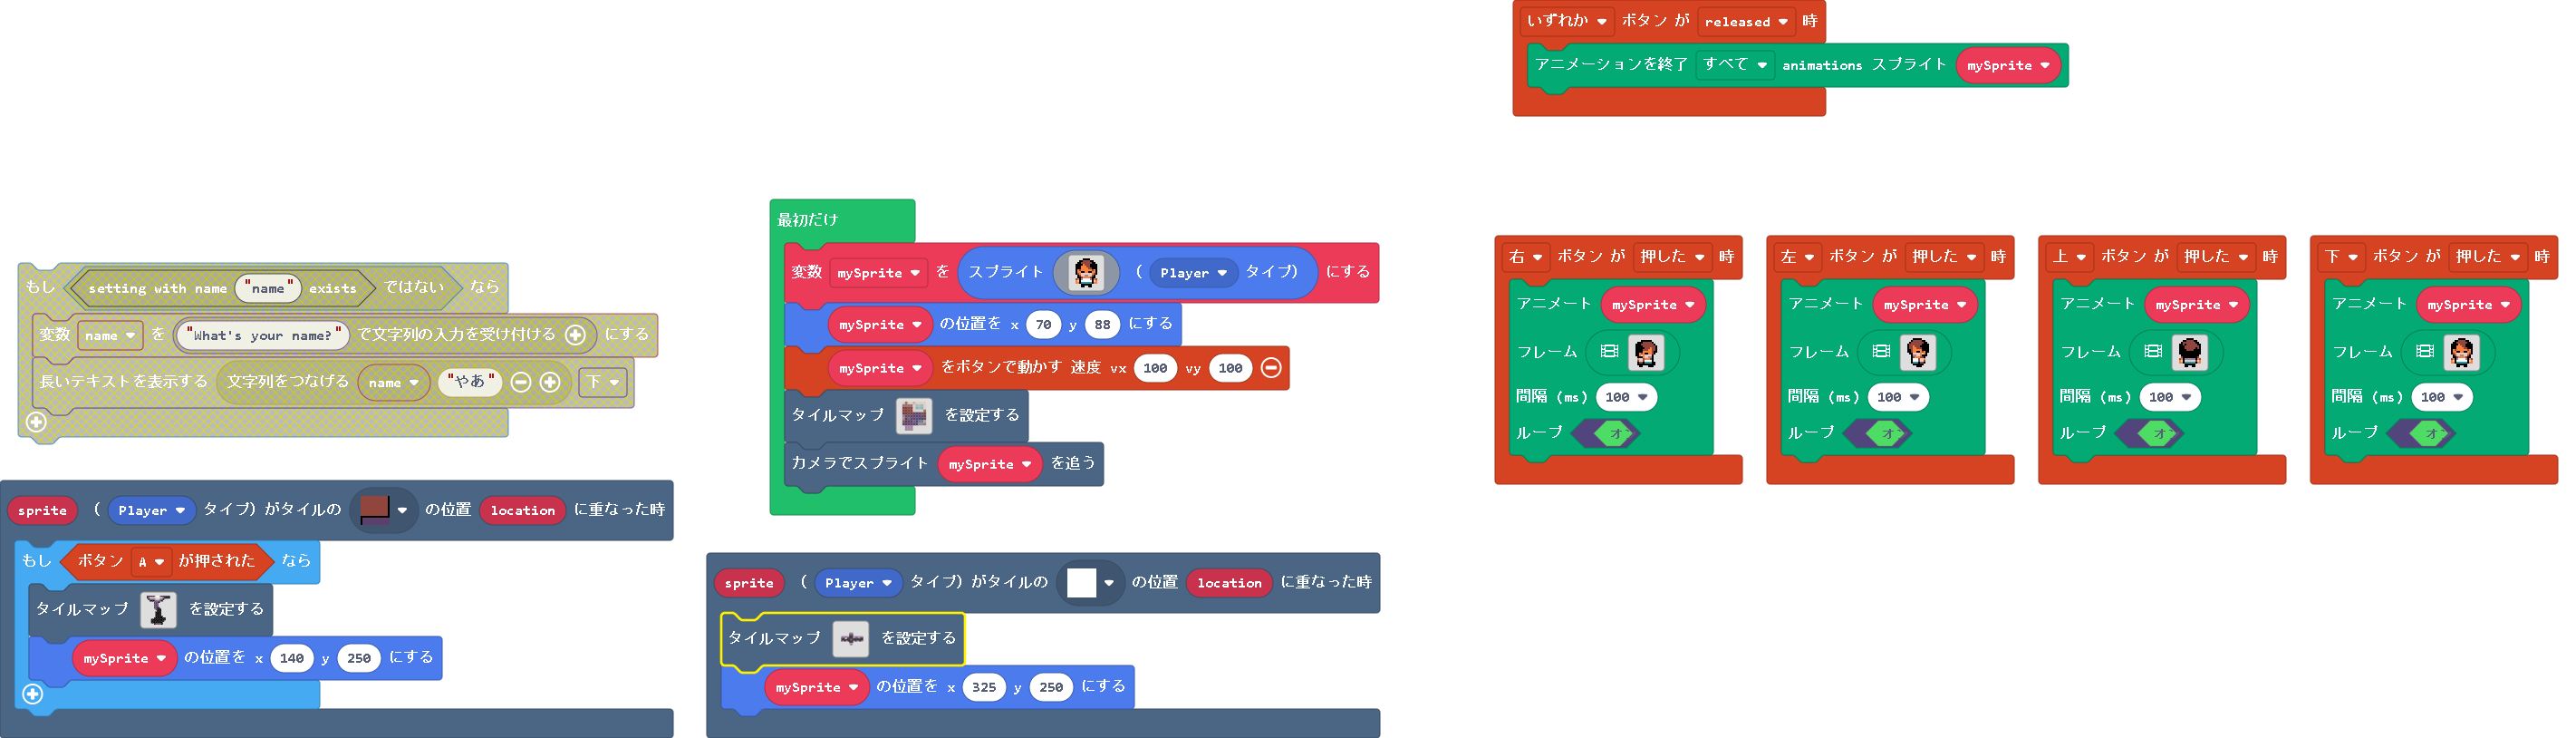 いずれか ボタン が released 時
アニメーションを終了 すべて animations スプライト mySprite
もし setting with name "name" exists ではない なら
変数 name を "What's your name?" で文字列の入力を受け付ける にする
長いテキストを表示する 文字列をつなげる name "やあ" 下
最初だけ
変数 mySprite を スプライト ( Player タイプ) にする
mySprite の位置を x 70 y 88 にする
mySprite をボタンで動かす 速度 vx 100 vy 100
タイルマップ を設定する
カメラでスプライト mySprite を追う
右 ボタン が 押した 時
アニメート mySprite
フレーム
間隔 (ms) 100
ループ オ
左 ボタン が 押した 時
アニメート mySprite
フレーム
間隔 (ms) 100
ループ オ
上 ボタン が 押した 時
アニメート mySprite
フレーム
間隔 (ms) 100
ループ オ
下 ボタン が 押した 時
アニメート mySprite
フレーム
間隔 (ms) 100
ループ オ
sprite ( Player タイプ) がタイルの の位置 location に重なった時
もし ボタン A が押された なら
タイルマップ を設定する
mySprite の位置を x 140 y 250 にする
sprite ( Player タイプ) がタイルの の位置 location に重なった時
タイルマップ を設定する
mySprite の位置を x 325 y 250 にする